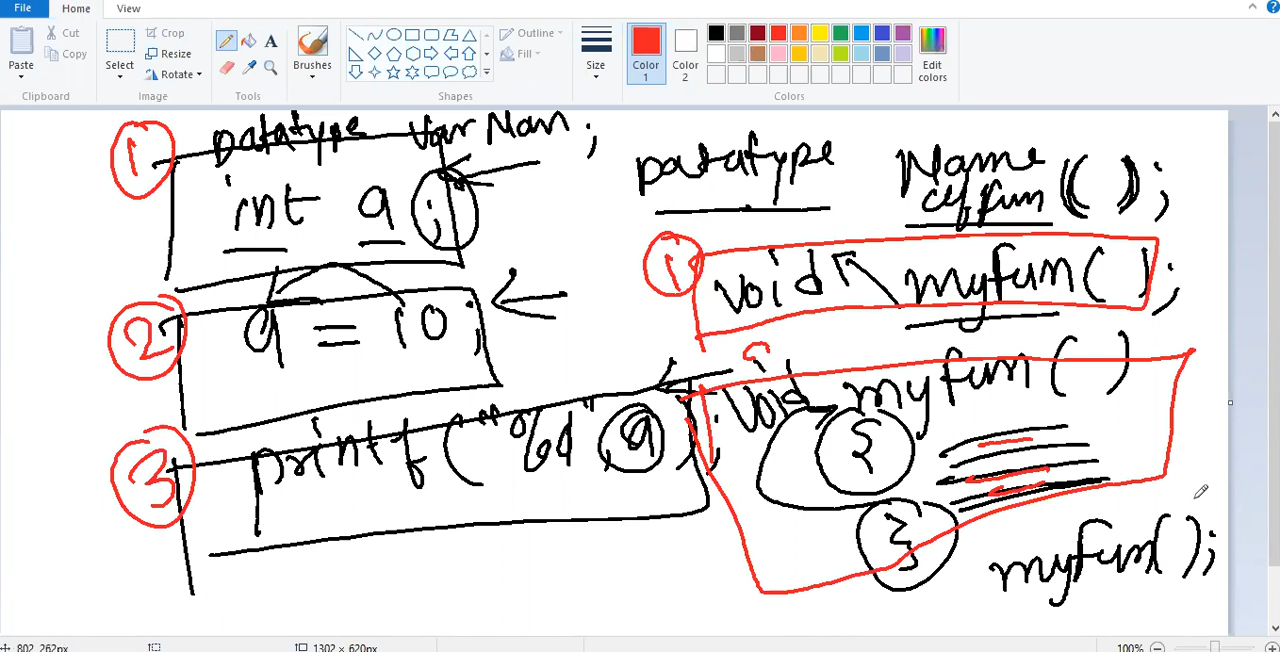 File
Home
View
Cut
Copy
Paste
Clipboard
Select
Crop
Resize
Rotate
Image
Tools
Brushes
Shapes
Outline
Fill
Size
Color 1
Color 2
Edit colors
Colors
1
Datatype Var Nam ;
int a ;
2
a = 10 ;
3
printf ( "%d" , a ) ;
Datatype Name of fun ( ) ;
1
void myfun ( ) ;
void myfun ( )
{
}
myfun ( ) ;
802, 262px
1302 × 620px
100%